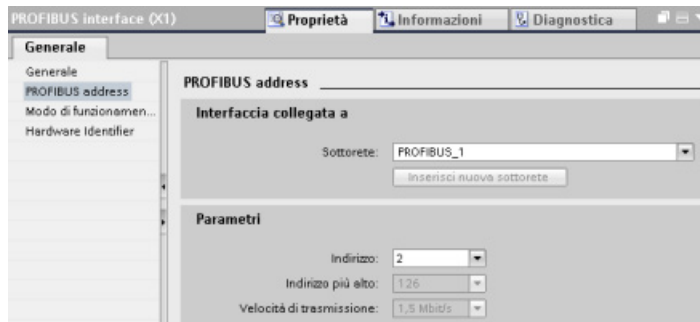 PROFIBUS interface (X1)
Proprietà
Informazioni
Diagnostica
Generale
Generale
PROFIBUS address
Modo di funzionamen...
Hardware Identifier
PROFIBUS address
Interfaccia collegata a
Sottorete: PROFIBUS_1
Inserisci nuova sottorete
Parametri
Indirizzo: 2
Indirizzo più alto: 126
Velocità di trasmissione: 1,5 Mbit/s